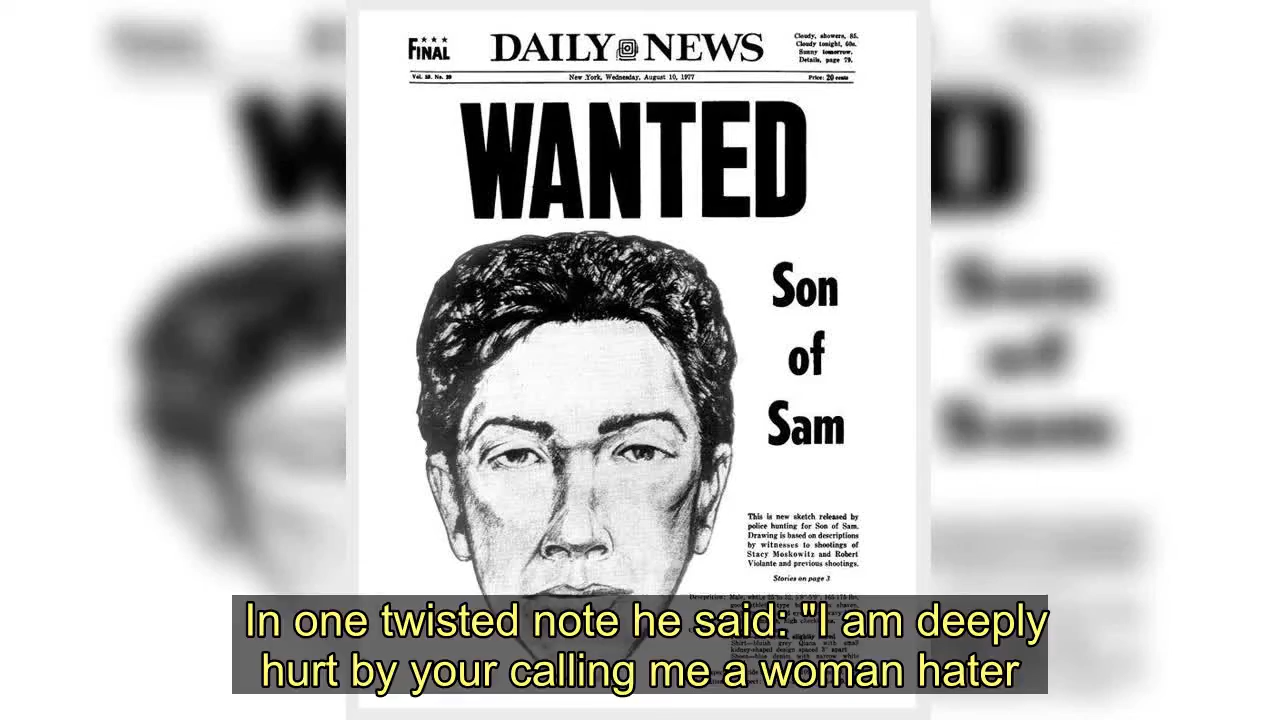 ★ ★ ★
FINAL
DAILY NEWS
Cloudy, showers, 85.
Cloudy tonight, 60s.
Sunny tomorrow.
Details, page 79.
New York, Wednesday, August 10, 1977
Price: 20 cents
WANTED
Son
of
Sam
This is new sketch released by
police hunting for Son of Sam.
Drawing is based on descriptions
by witnesses to shootings of
Stacy Moskowitz and Robert
Violante and previous shootings.
Stories on page 3
In one twisted note he said: "I am deeply
hurt by your calling me a woman hater